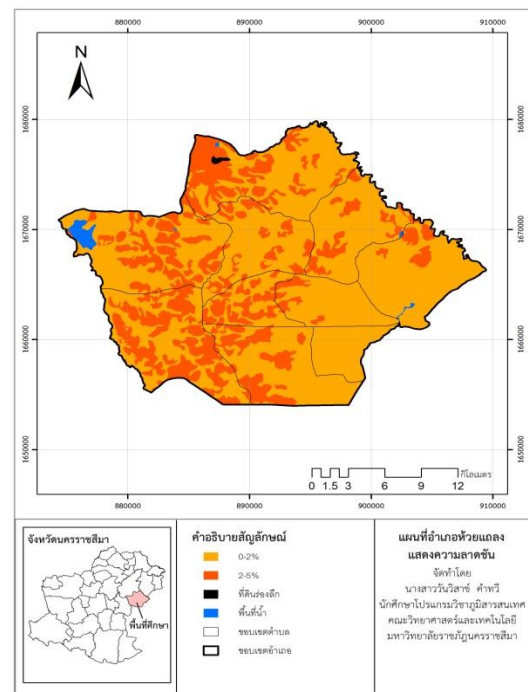 880000
890000
900000
910000
N
1680000
1680000
1670000
1670000
1660000
1660000
1650000
1650000
กิโลเมตร
0 1.5 3 6 9 12
880000
890000
900000
910000
จังหวัดนครราชสีมา
พื้นที่ศึกษา
คำอธิบายสัญลักษณ์
0-2%
2-5%
ที่ดินร่องลึก
พื้นที่น้ำ
ขอบเขตตำบล
ขอบเขตอำเภอ
แผนที่อำเภอห้วยแถลง
แสดงความลาดชัน
จัดทำโดย
นางสาววันวิสาข์ คำทวี
นักศึกษาโปรแกรมวิชาภูมิสารสนเทศ
คณะวิทยาศาสตร์และเทคโนโลยี
มหาวิทยาลัยราชภัฏนครราชสีมา